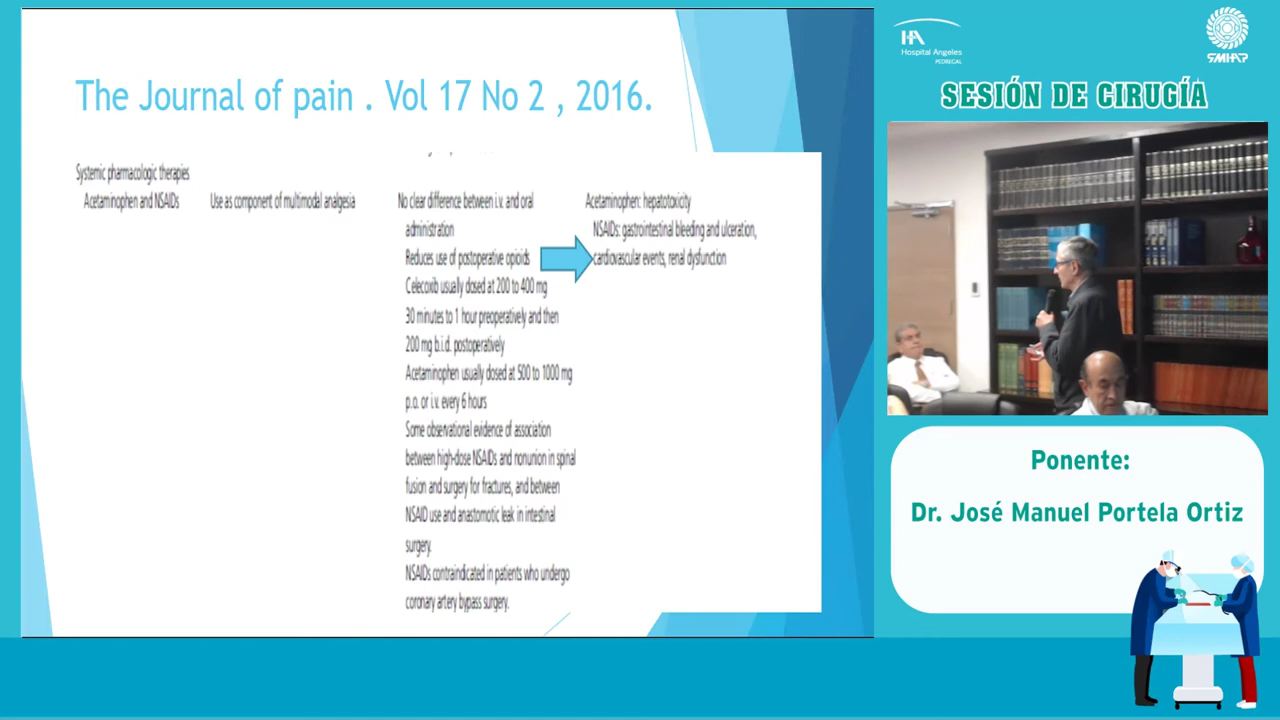 The Journal of pain . Vol 17 No 2 , 2016.
Systemic pharmacologic therapies
Acetaminophen and NSAIDs
Use as component of multimodal analgesia
No clear difference between i.v. and oral
administration
Reduces use of postoperative opioids
Celecoxib usually dosed at 200 to 400 mg
30 minutes to 1 hour preoperatively and then
200 mg b.i.d. postoperatively
Acetaminophen usually dosed at 500 to 1000 mg
p.o. or i.v. every 6 hours
Some observational evidence of association
between high-dose NSAIDs and nonunion in spinal
fusion and surgery for fractures, and between
NSAID use and anastomotic leak in intestinal
surgery.
NSAIDs contraindicated in patients who undergo
coronary artery bypass surgery.
Acetaminophen: hepatotoxicity
NSAIDs: gastrointestinal bleeding and ulceration,
cardiovascular events, renal dysfunction
HA
Hospital Angeles
PEDREGAL
SMHAP
SESIÓN DE CIRUGÍA
Ponente:
Dr. José Manuel Portela Ortiz